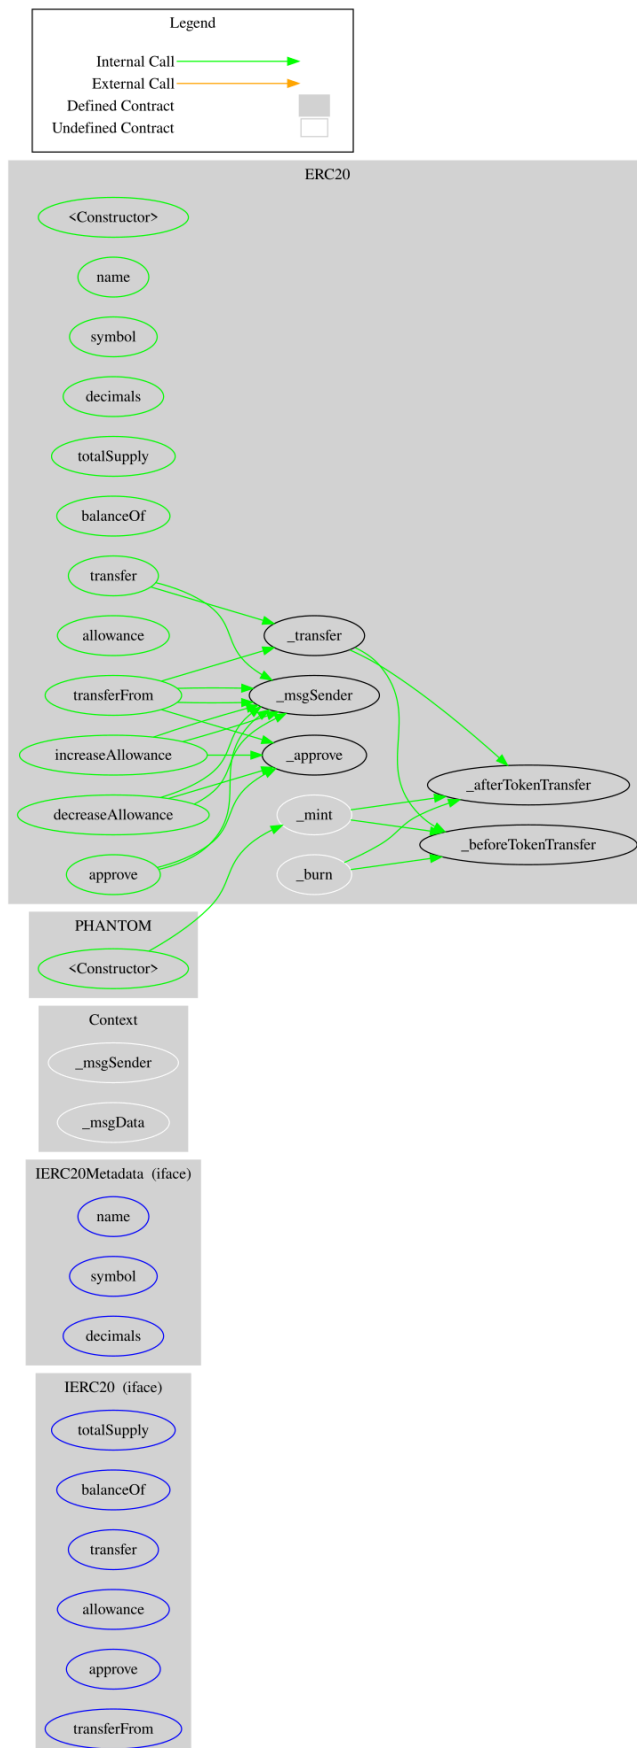 Legend
Internal Call
External Call
Defined Contract
Undefined Contract
ERC20
<Constructor>
name
symbol
decimals
totalSupply
balanceOf
transfer
allowance
_transfer
transferFrom
_msgSender
increaseAllowance
_approve
_afterTokenTransfer
decreaseAllowance
_mint
_beforeTokenTransfer
approve
_burn
PHANTOM
<Constructor>
Context
_msgSender
_msgData
IERC20Metadata (iface)
name
symbol
decimals
IERC20 (iface)
totalSupply
balanceOf
transfer
allowance
approve
transferFrom